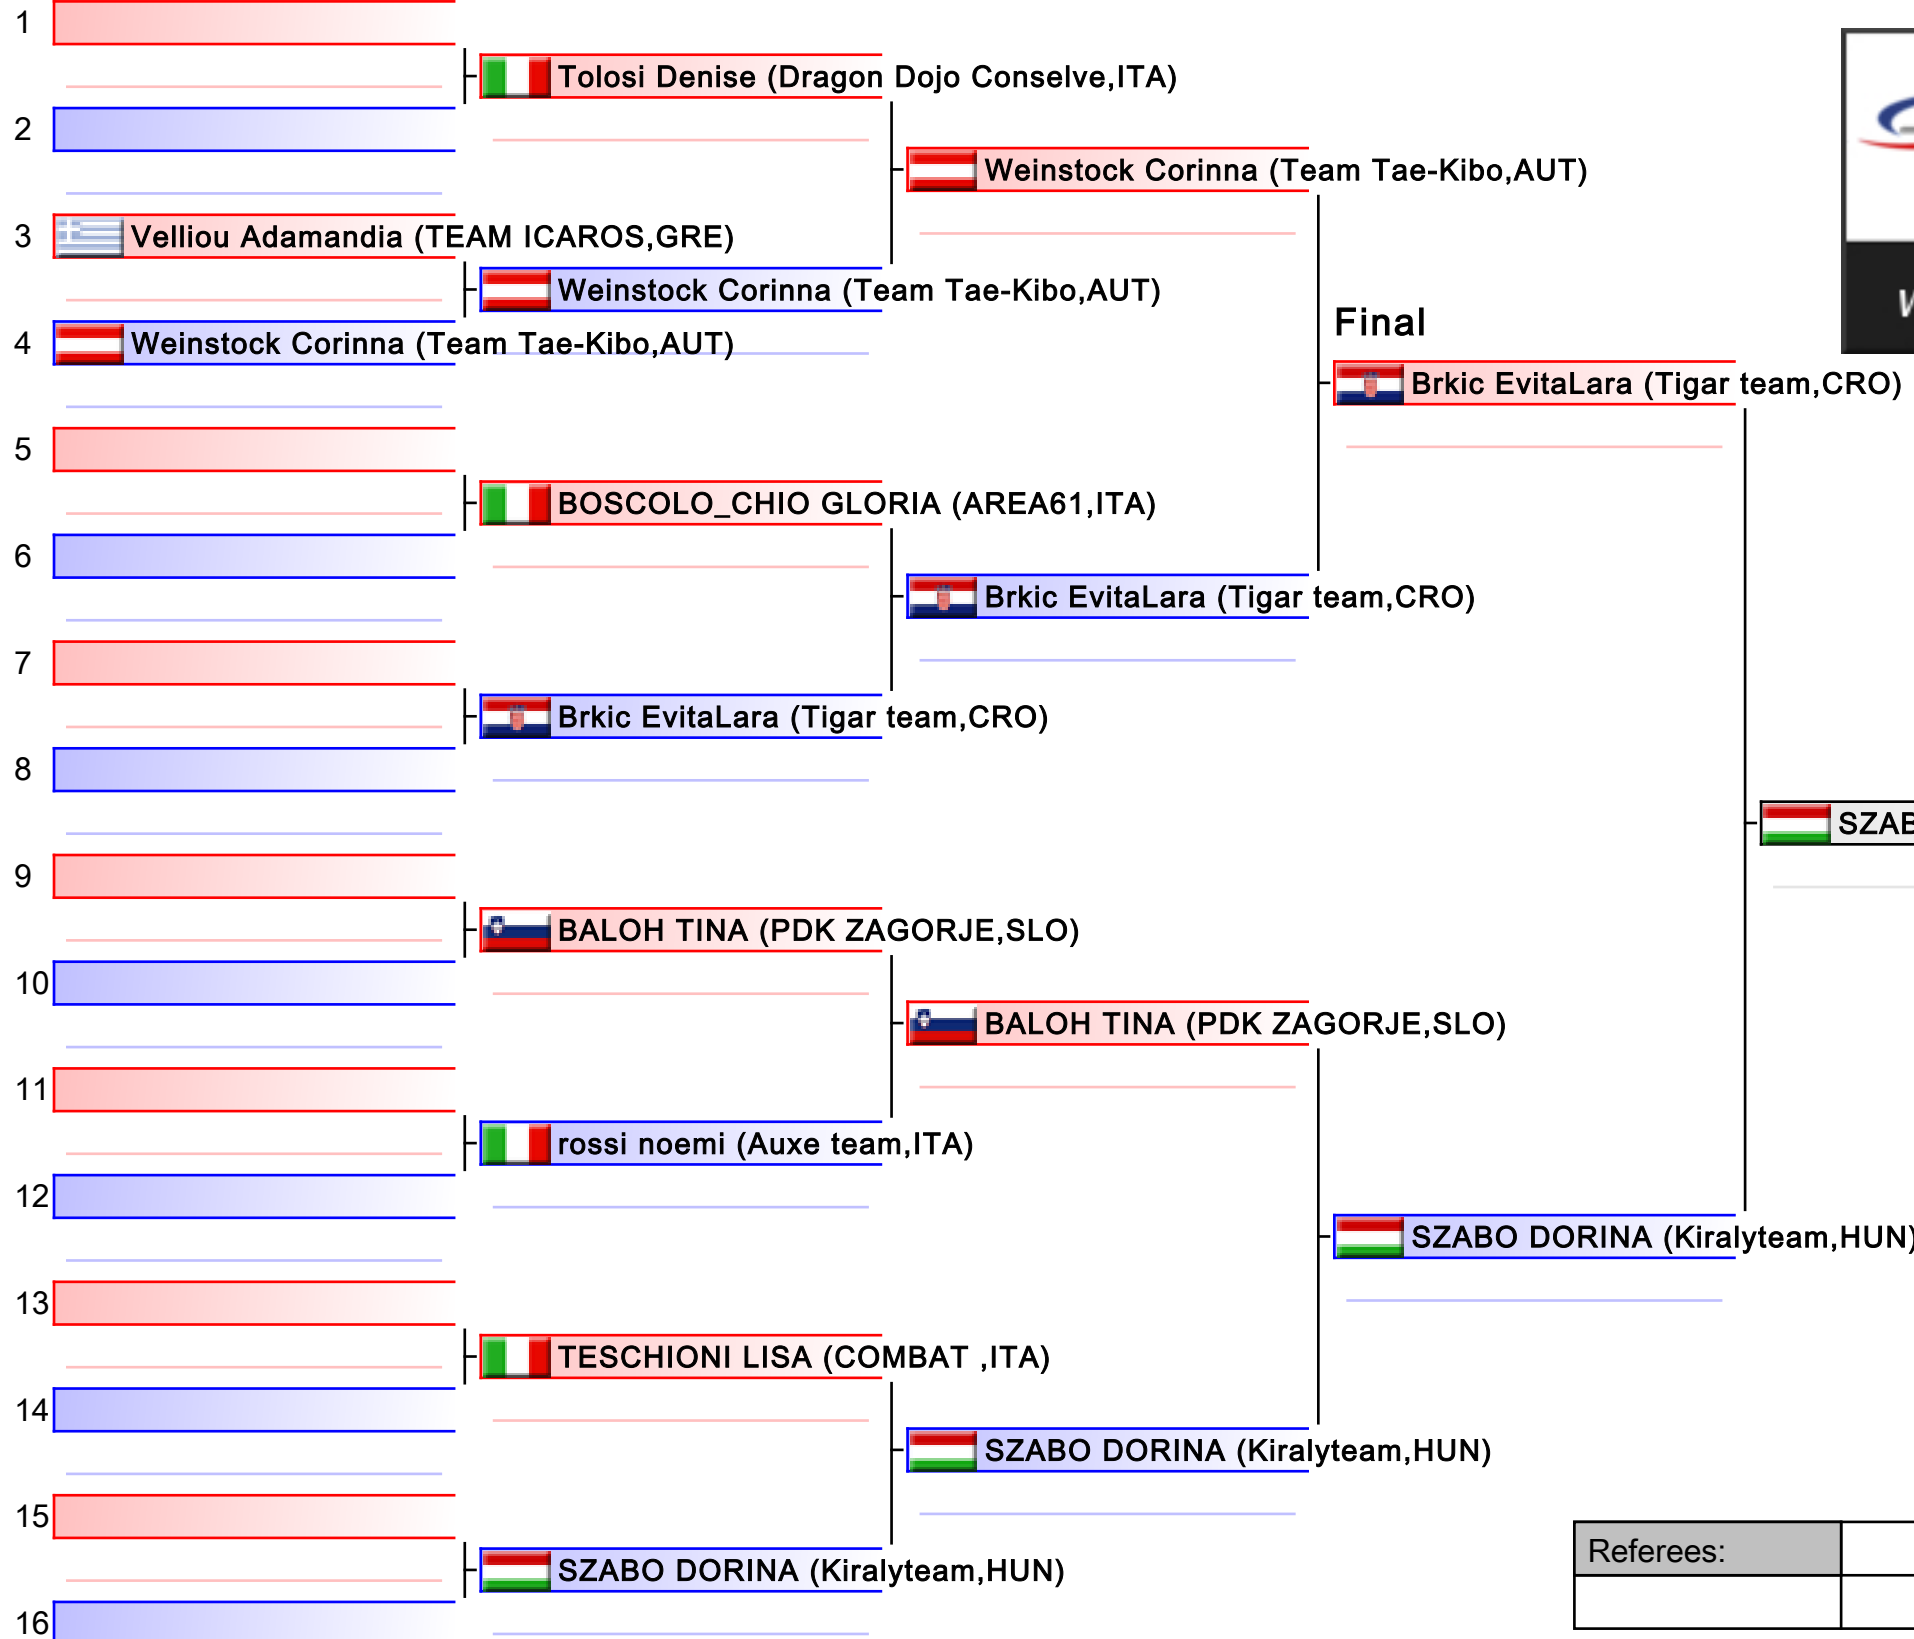 1
Tolosi Denise (Dragon Dojo Conselve,ITA)
2
Weinstock Corinna (Team Tae-Kibo,AUT)
3
Velliou Adamandia (TEAM ICAROS,GRE)
Weinstock Corinna (Team Tae-Kibo,AUT)
Final
4
Weinstock Corinna (Team Tae-Kibo,AUT)
Brkic EvitaLara (Tigar team,CRO)
5
BOSCOLO_CHIO GLORIA (AREA61,ITA)
6
Brkic EvitaLara (Tigar team,CRO)
7
Brkic EvitaLara (Tigar team,CRO)
8
SZAB
9
BALOH TINA (PDK ZAGORJE,SLO)
10
BALOH TINA (PDK ZAGORJE,SLO)
11
rossi noemi (Auxe team,ITA)
12
SZABO DORINA (Kiralyteam,HUN)
13
TESCHIONI LISA (COMBAT ,ITA)
14
SZABO DORINA (Kiralyteam,HUN)
15
Referees:
SZABO DORINA (Kiralyteam,HUN)
16